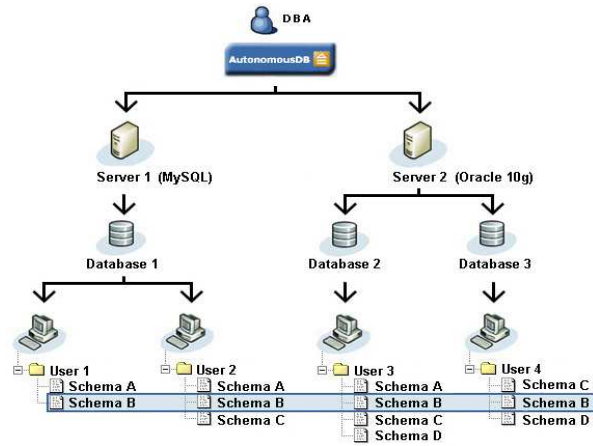 DBA
AutonomousDB
Server 1 (MySQL)
Server 2 (Oracle 10g)
Database 1
Database 2
Database 3
User 1
Schema A
Schema B
User 2
Schema A
Schema B
Schema C
User 3
Schema A
Schema B
Schema C
Schema D
User 4
Schema C
Schema B
Schema D